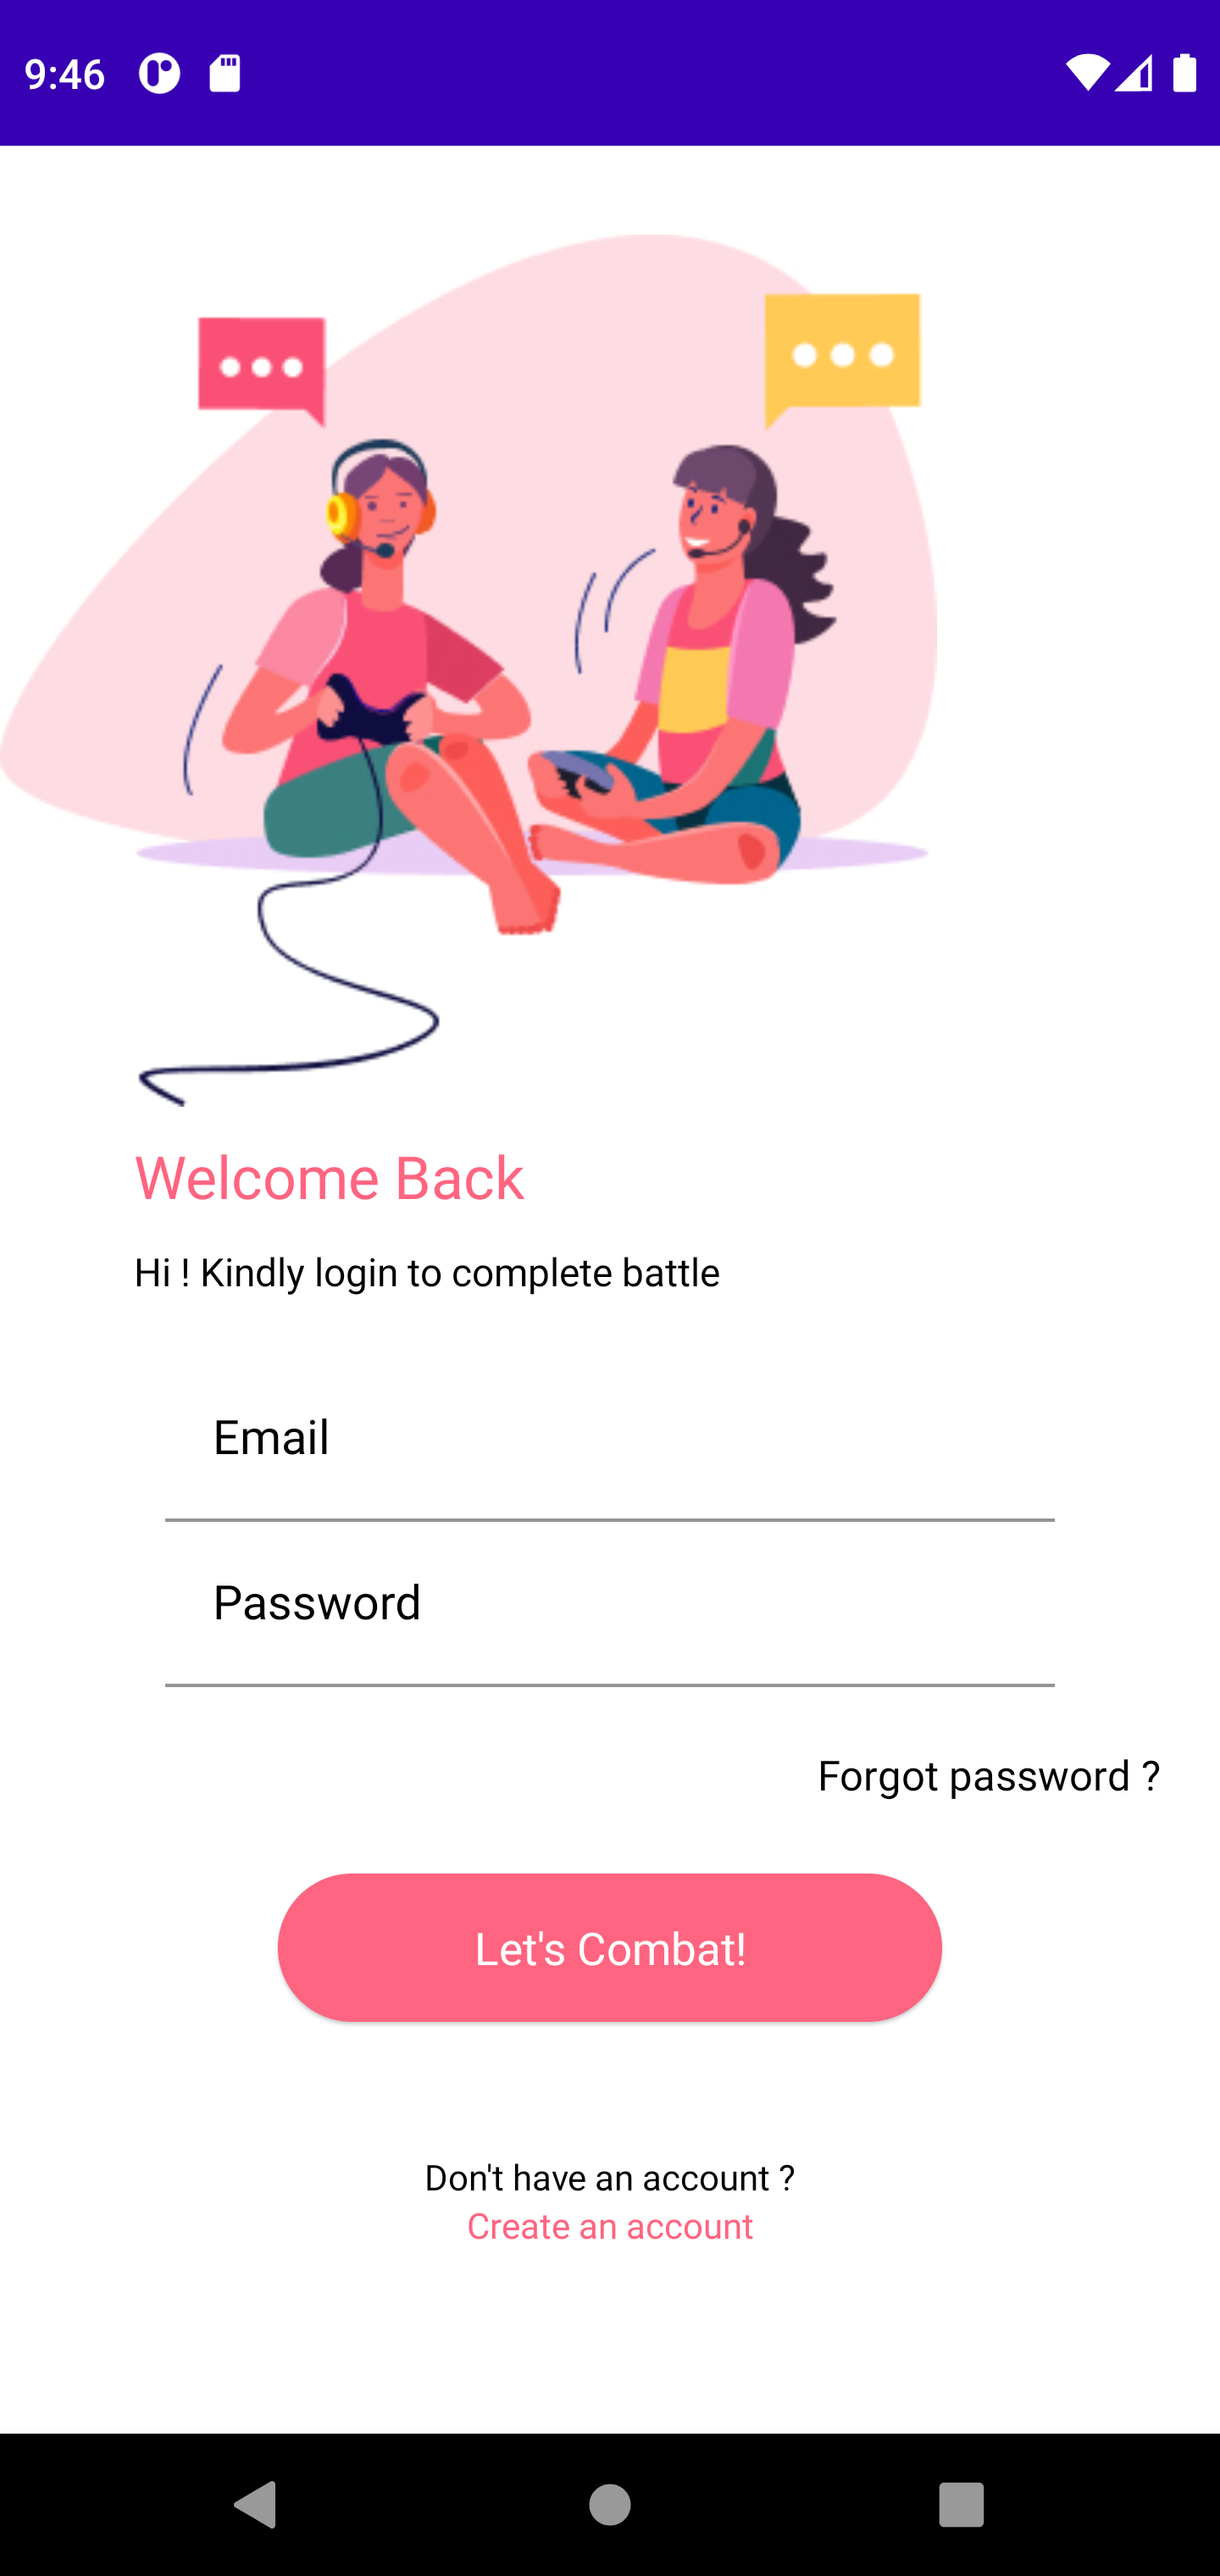 9:46
Welcome Back
Hi ! Kindly login to complete battle
Email
Password
Forgot password ?
Let's Combat!
Don't have an account ?
Create an account